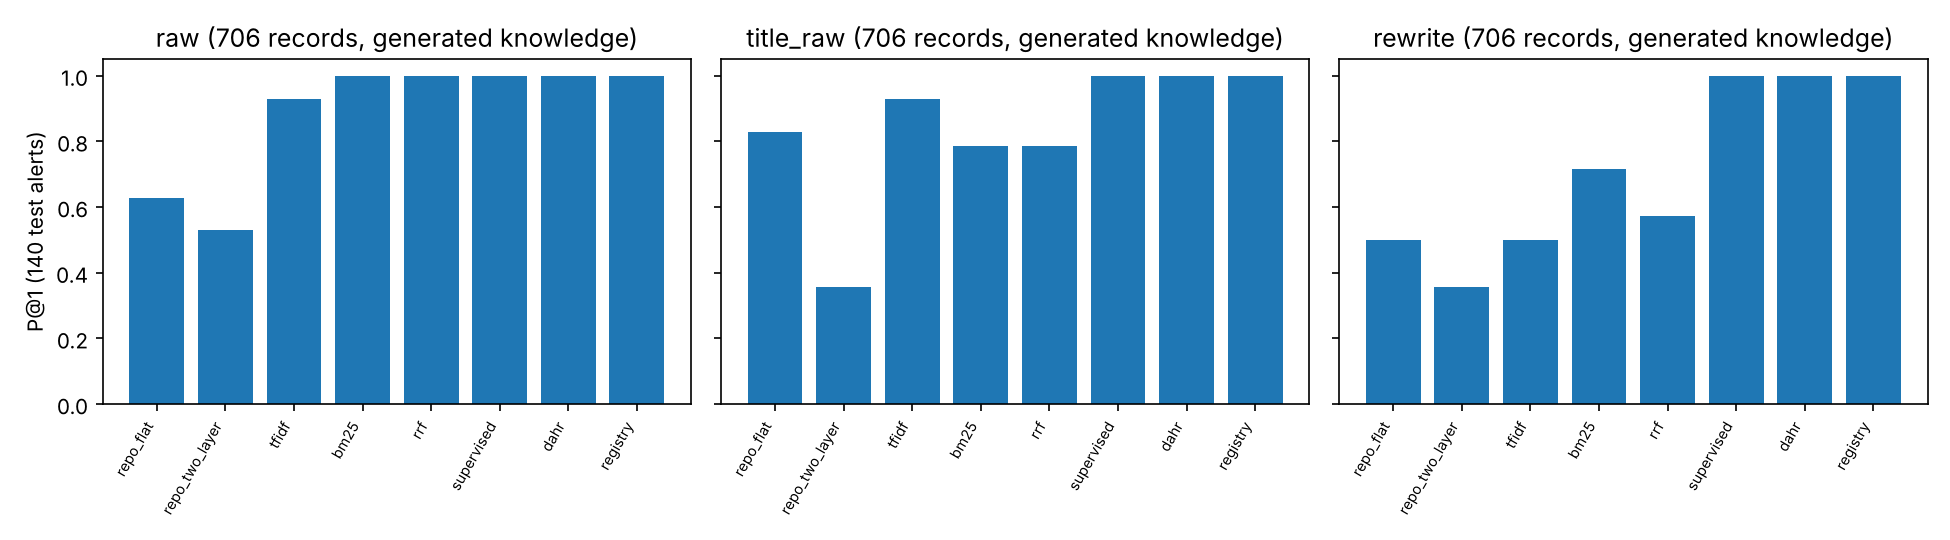 raw (706 records, generated knowledge)
P@1 (140 test alerts)
1.0
0.8
0.6
0.4
0.2
0.0
repo_flat
repo_two_layer
tfidf
bm25
rrf
supervised
dahr
registry
title_raw (706 records, generated knowledge)
repo_flat
repo_two_layer
tfidf
bm25
rrf
supervised
dahr
registry
rewrite (706 records, generated knowledge)
repo_flat
repo_two_layer
tfidf
bm25
rrf
supervised
dahr
registry